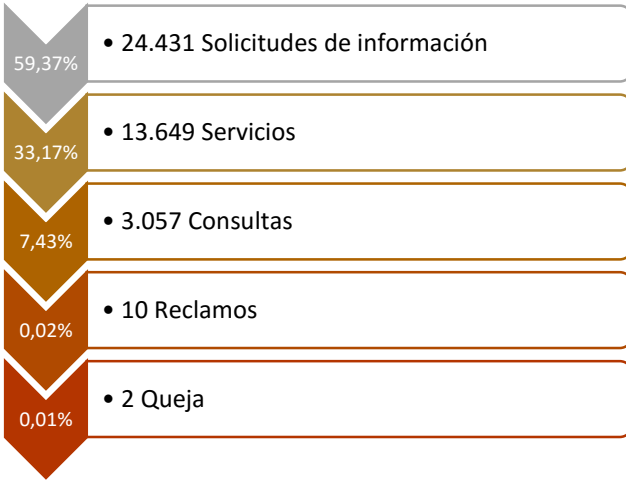 59,37%
• 24.431 Solicitudes de información
33,17%
• 13.649 Servicios
7,43%
• 3.057 Consultas
0,02%
• 10 Reclamos
0,01%
• 2 Queja